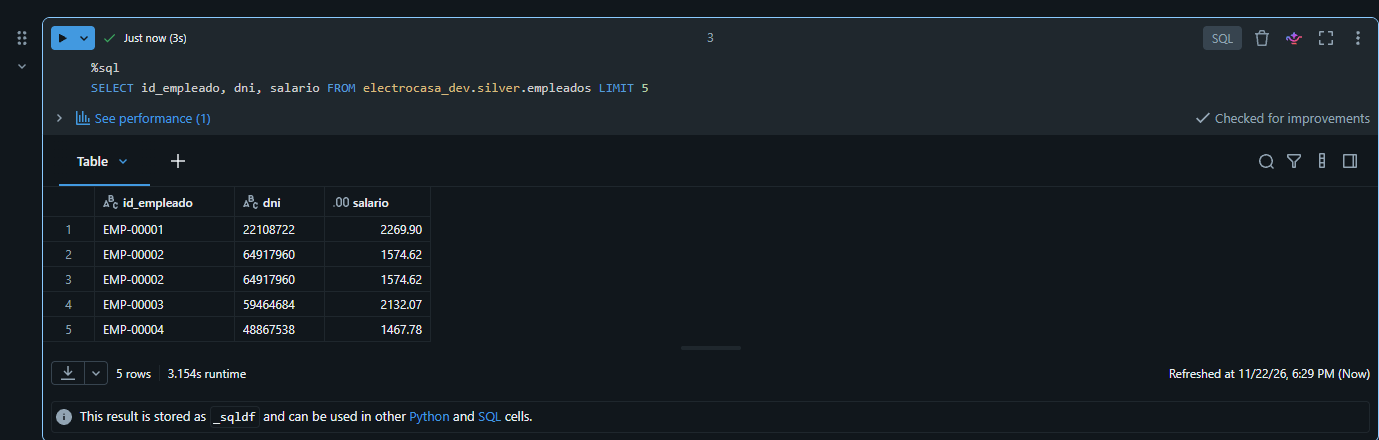 Just now (3s)
3
SQL
%sql
SELECT id_empleado, dni, salario FROM electrocasa_dev.silver.empleados LIMIT 5
See performance (1)
Checked for improvements
Table
id_empleado dni .00 salario
1 EMP-00001 22108722 2269.90
2 EMP-00002 64917960 1574.62
3 EMP-00002 64917960 1574.62
4 EMP-00003 59464684 2132.07
5 EMP-00004 48867538 1467.78
5 rows 3.154s runtime
Refreshed at 11/22/26, 6:29 PM (Now)
This result is stored as _sqldf and can be used in other Python and SQL cells.